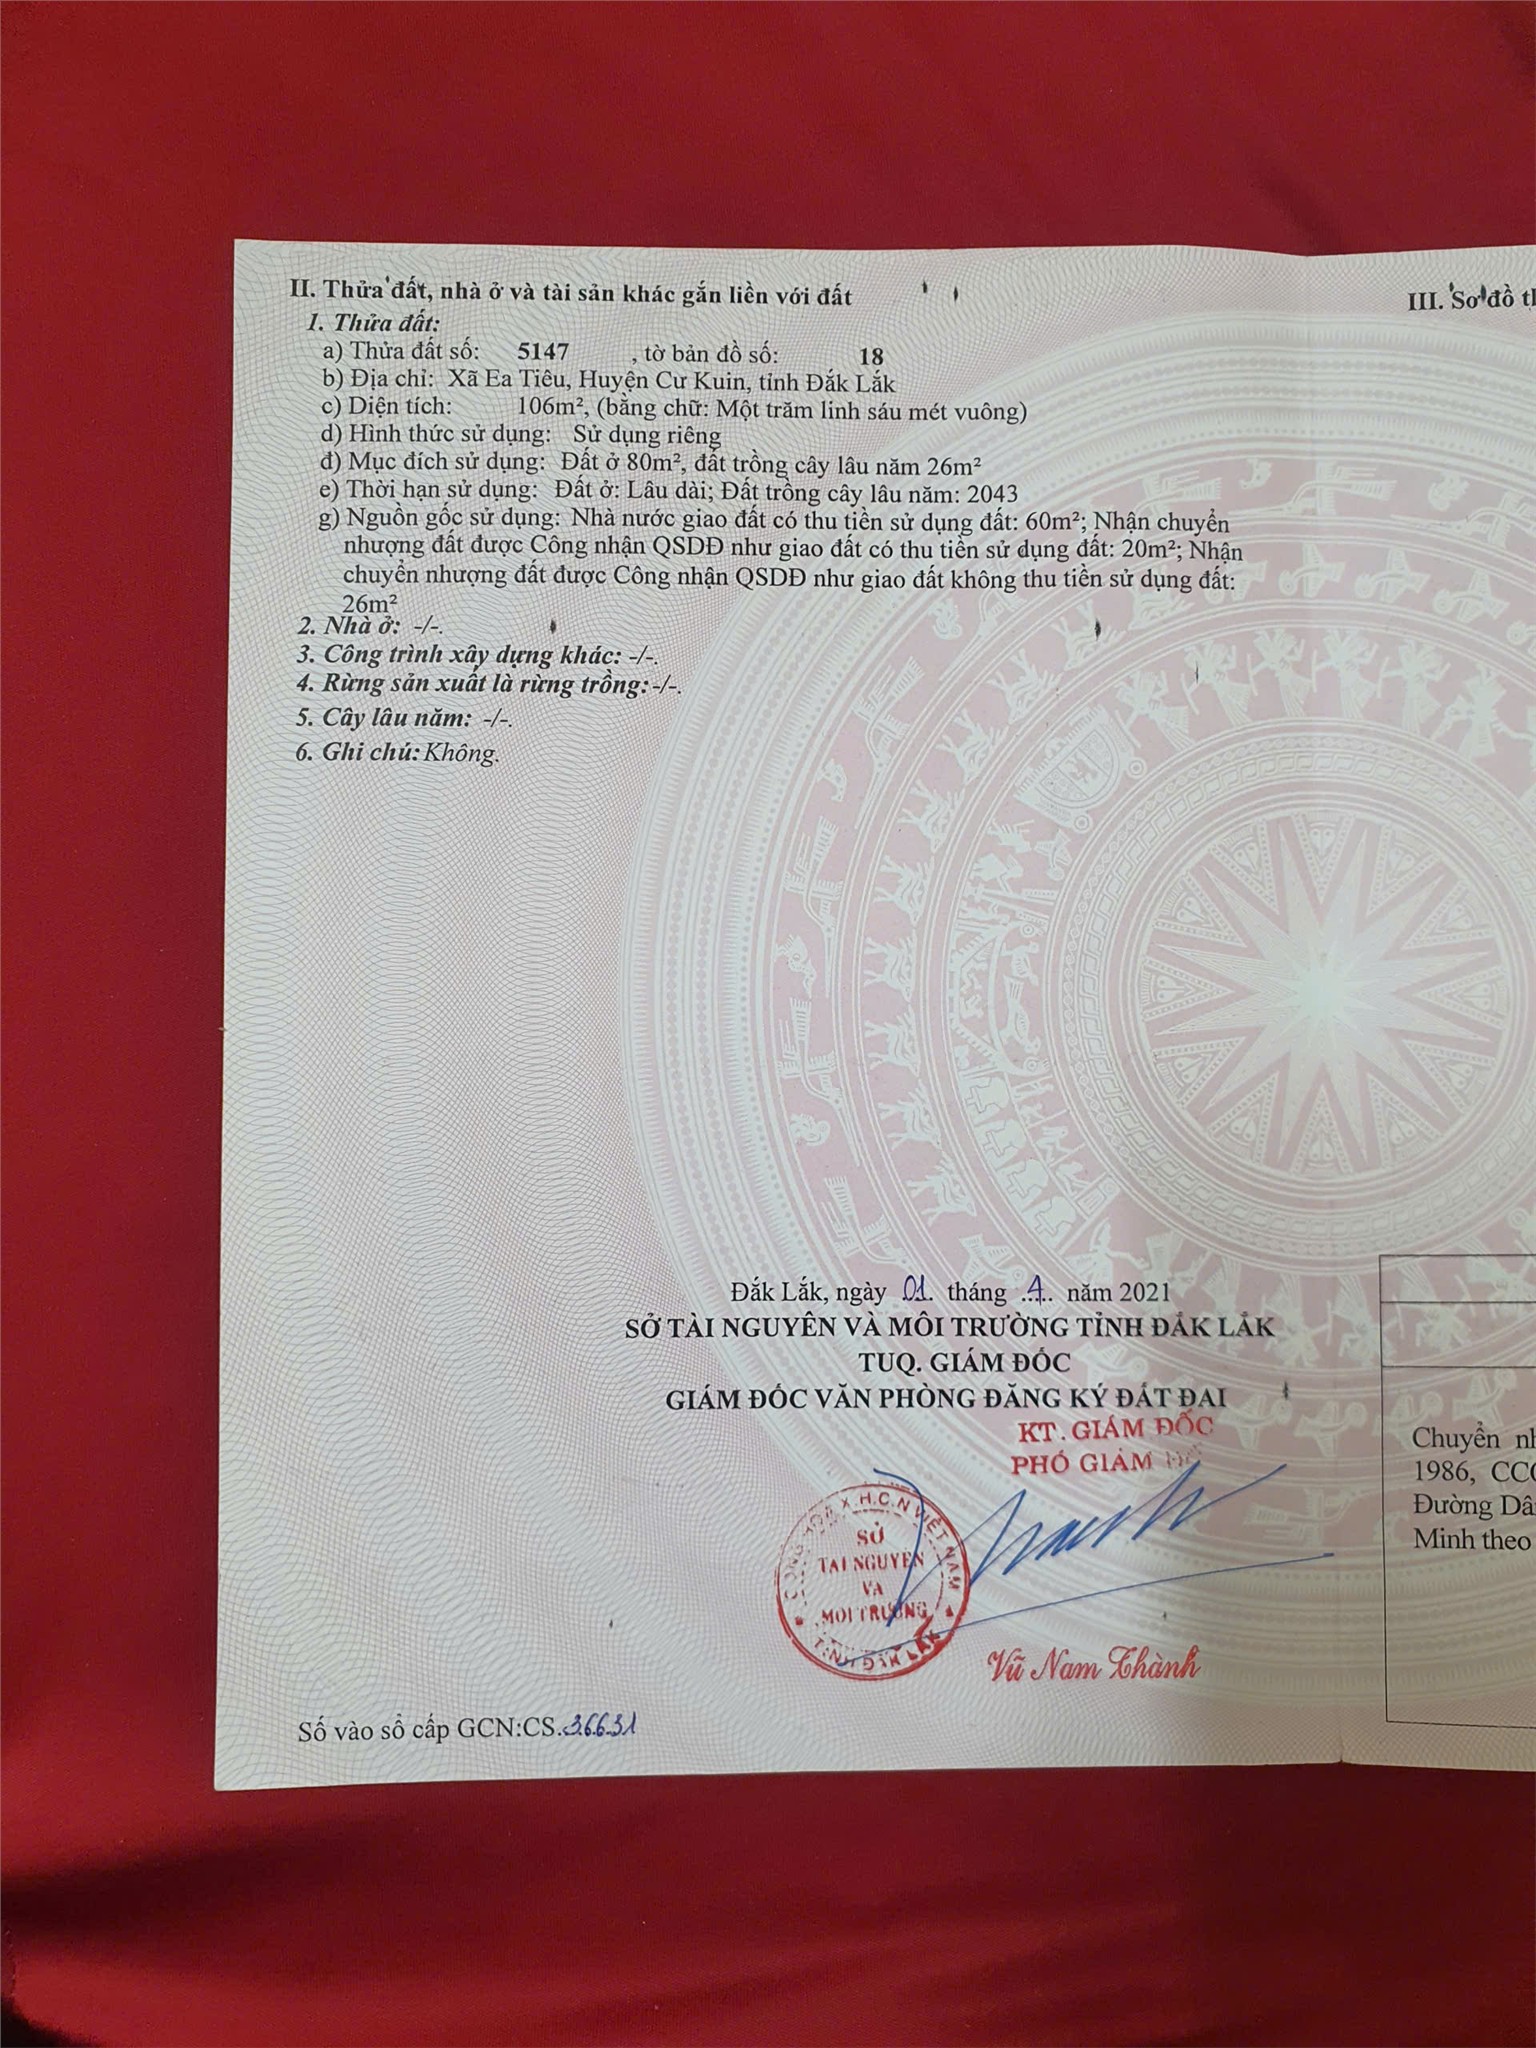 II. Thửa đất, nhà ở và tài sản khác gắn liền với đất
1. Thửa đất:
a) Thửa đất số: 5147 , tờ bản đồ số: 18
b) Địa chỉ: Xã Ea Tiêu, Huyện Cư Kuin, tỉnh Đắk Lắk
c) Diện tích: 106m², (bằng chữ: Một trăm linh sáu mét vuông)
d) Hình thức sử dụng: Sử dụng riêng
đ) Mục đích sử dụng: Đất ở 80m², đất trồng cây lâu năm 26m²
e) Thời hạn sử dụng: Đất ở: Lâu dài; Đất trồng cây lâu năm: 2043
g) Nguồn gốc sử dụng: Nhà nước giao đất có thu tiền sử dụng đất: 60m²; Nhận chuyển
nhượng đất được Công nhận QSDĐ như giao đất có thu tiền sử dụng đất: 20m²; Nhận
chuyển nhượng đất được Công nhận QSDĐ như giao đất không thu tiền sử dụng đất:
26m²
2. Nhà ở: -/-.
3. Công trình xây dựng khác: -/-.
4. Rừng sản xuất là rừng trồng: -/-.
5. Cây lâu năm: -/-.
6. Ghi chú: Không.
Đắk Lắk, ngày 01 tháng 4 năm 2021
SỞ TÀI NGUYÊN VÀ MÔI TRƯỜNG TỈNH ĐẮK LẮK
TUQ. GIÁM ĐỐC
GIÁM ĐỐC VĂN PHÒNG ĐĂNG KÝ ĐẤT ĐAI
KT. GIÁM ĐỐC
PHÓ GIÁM ĐỐC
CỘNG HÒA X.H.C.N VIỆT NAM
SỞ
TÀI NGUYÊN
VÀ
MÔI TRƯỜNG
TỈNH ĐẮK LẮK
Vũ Nam Thành
Số vào sổ cấp GCN:CS.36631
III. Sơ đồ
Chuyển
1986,
Đường
Minh theo